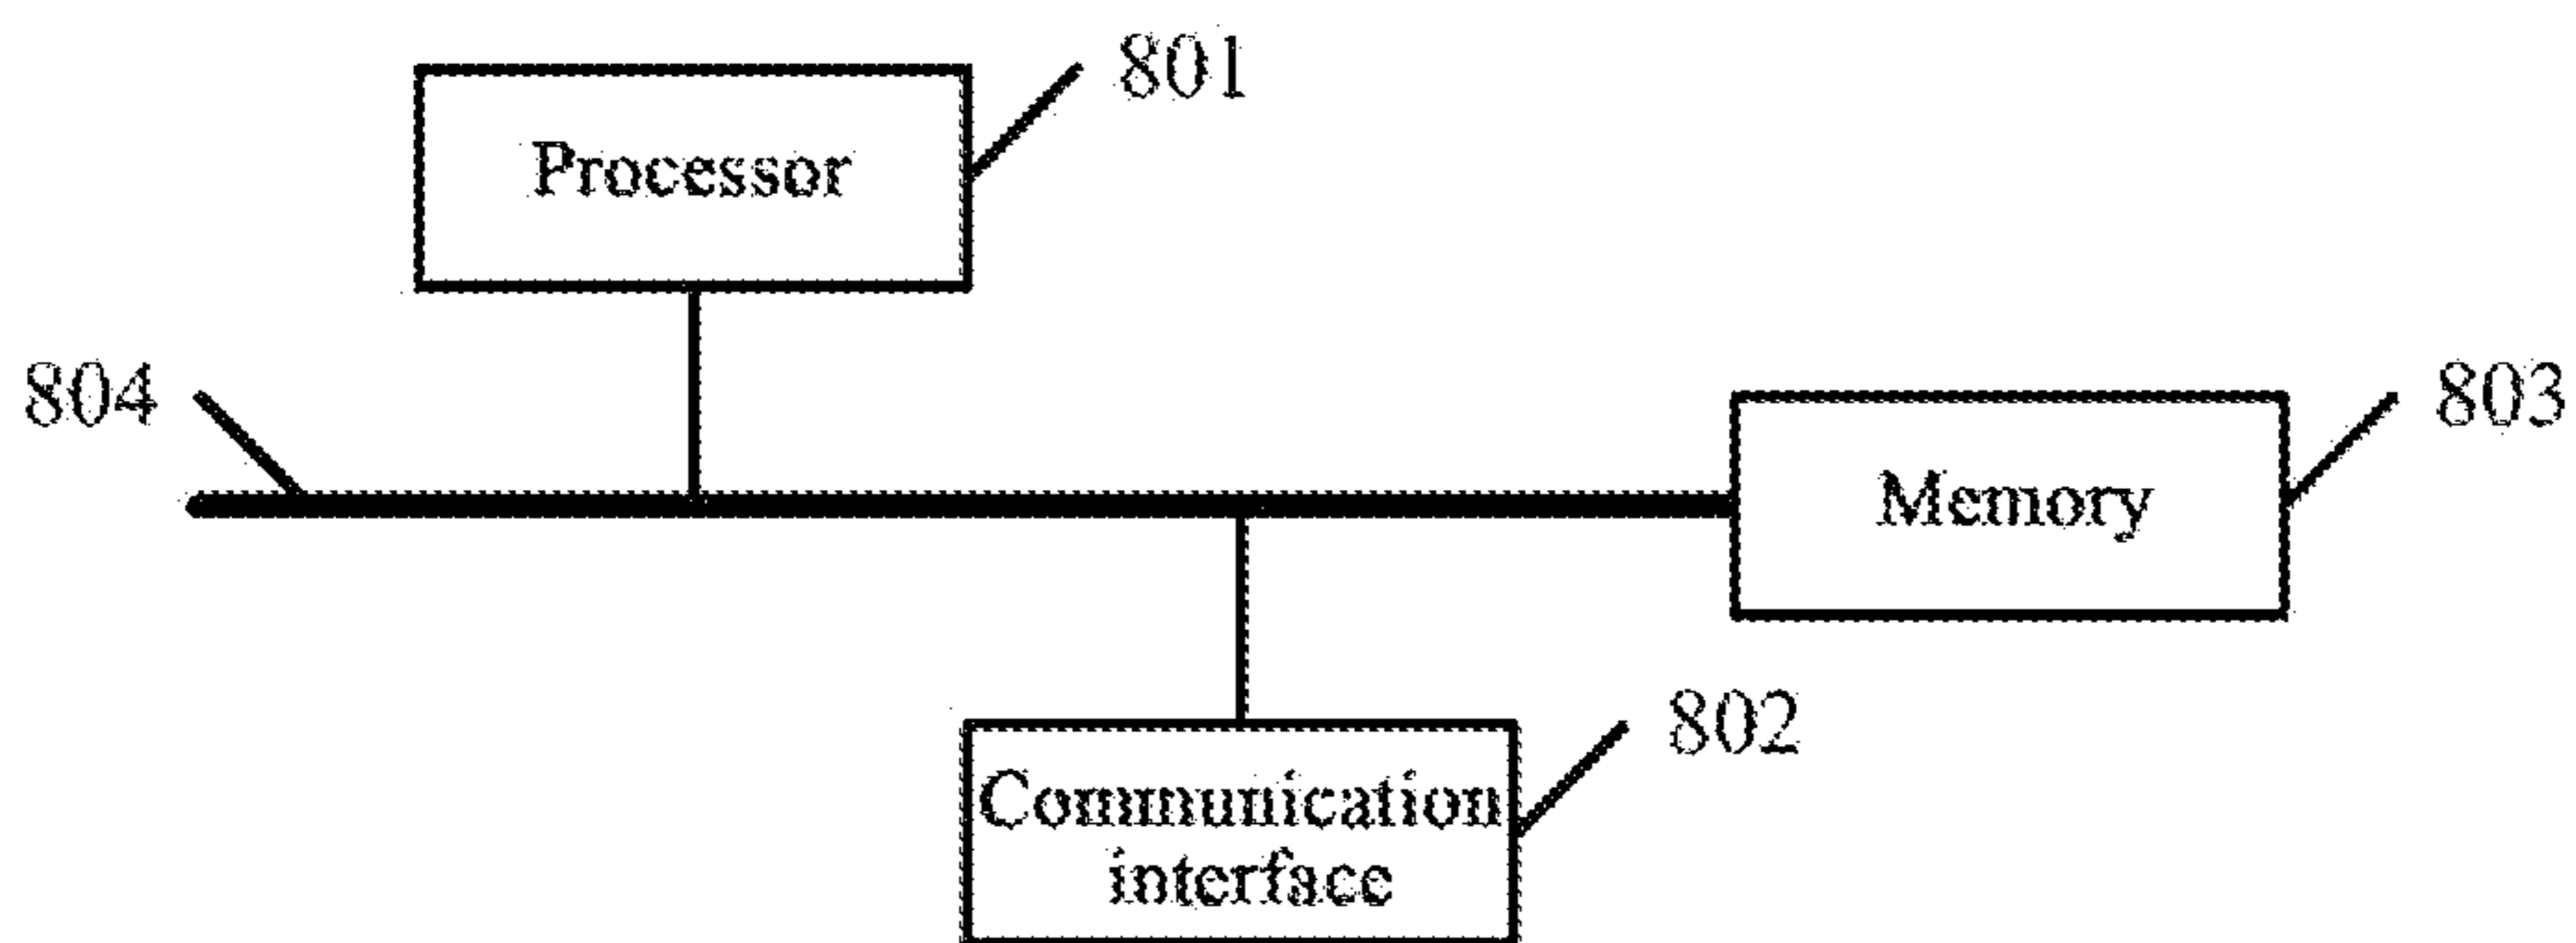 801
Processor
804
803
Memory
802
Communication
interface